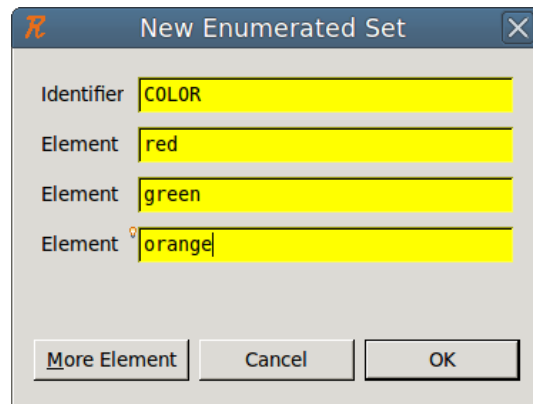 New Enumerated Set
Identifier COLOR
Element red
Element green
Element orange
More Element Cancel OK